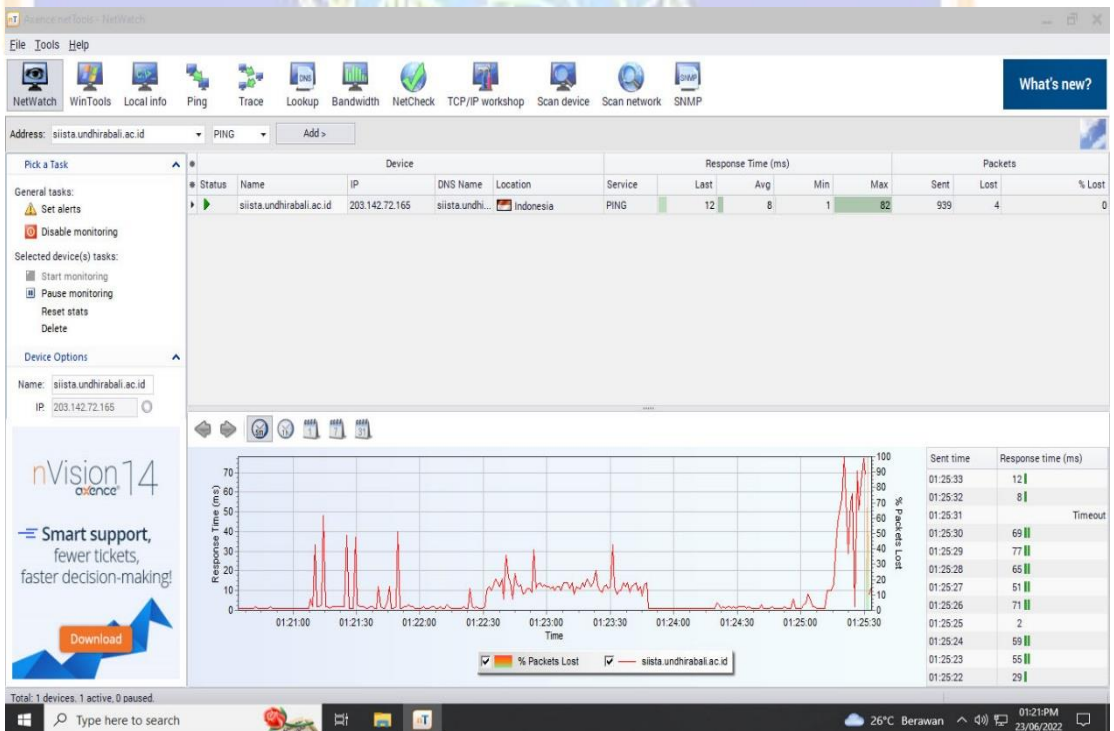 Axence netTools - NetWatch
File Tools Help
NetWatch WinTools Local info Ping Trace Lookup Bandwidth NetCheck TCP/IP workshop Scan device Scan network SNMP
What's new?
Address: siista.undhirabali.ac.id PING Add >
Pick a Task
General tasks:
Set alerts
Disable monitoring
Selected device(s) tasks:
Start monitoring
Pause monitoring
Reset stats
Delete
Device Options
Name: siista.undhirabali.ac.id
IP: 203.142.72.165
Device Response Time (ms) Packets
Status Name IP DNS Name Location Service Last Avg Min Max Sent Lost % Lost
siista.undhirabali.ac.id 203.142.72.165 siista.undhi... Indonesia PING 12 8 1 82 939 4 0
nVision 14
axence
Smart support,
fewer tickets,
faster decision-making!
Download
Response Time (ms)
70
60
50
40
30
20
10
0
100
90
80
70
60
50
40
30
20
10
0
% Packets Lost
01:21:00 01:21:30 01:22:00 01:22:30 01:23:00 01:23:30 01:24:00 01:24:30 01:25:00 01:25:30
Time
% Packets Lost siista.undhirabali.ac.id
Sent time Response time (ms)
01:25:33 12
01:25:32 8
01:25:31 Timeout
01:25:30 69
01:25:29 77
01:25:28 65
01:25:27 51
01:25:26 71
01:25:25 2
01:25:24 59
01:25:23 55
01:25:22 29
Total: 1 devices. 1 active, 0 paused.
Type here to search
nT
26°C Berawan
01:21:PM
23/06/2022